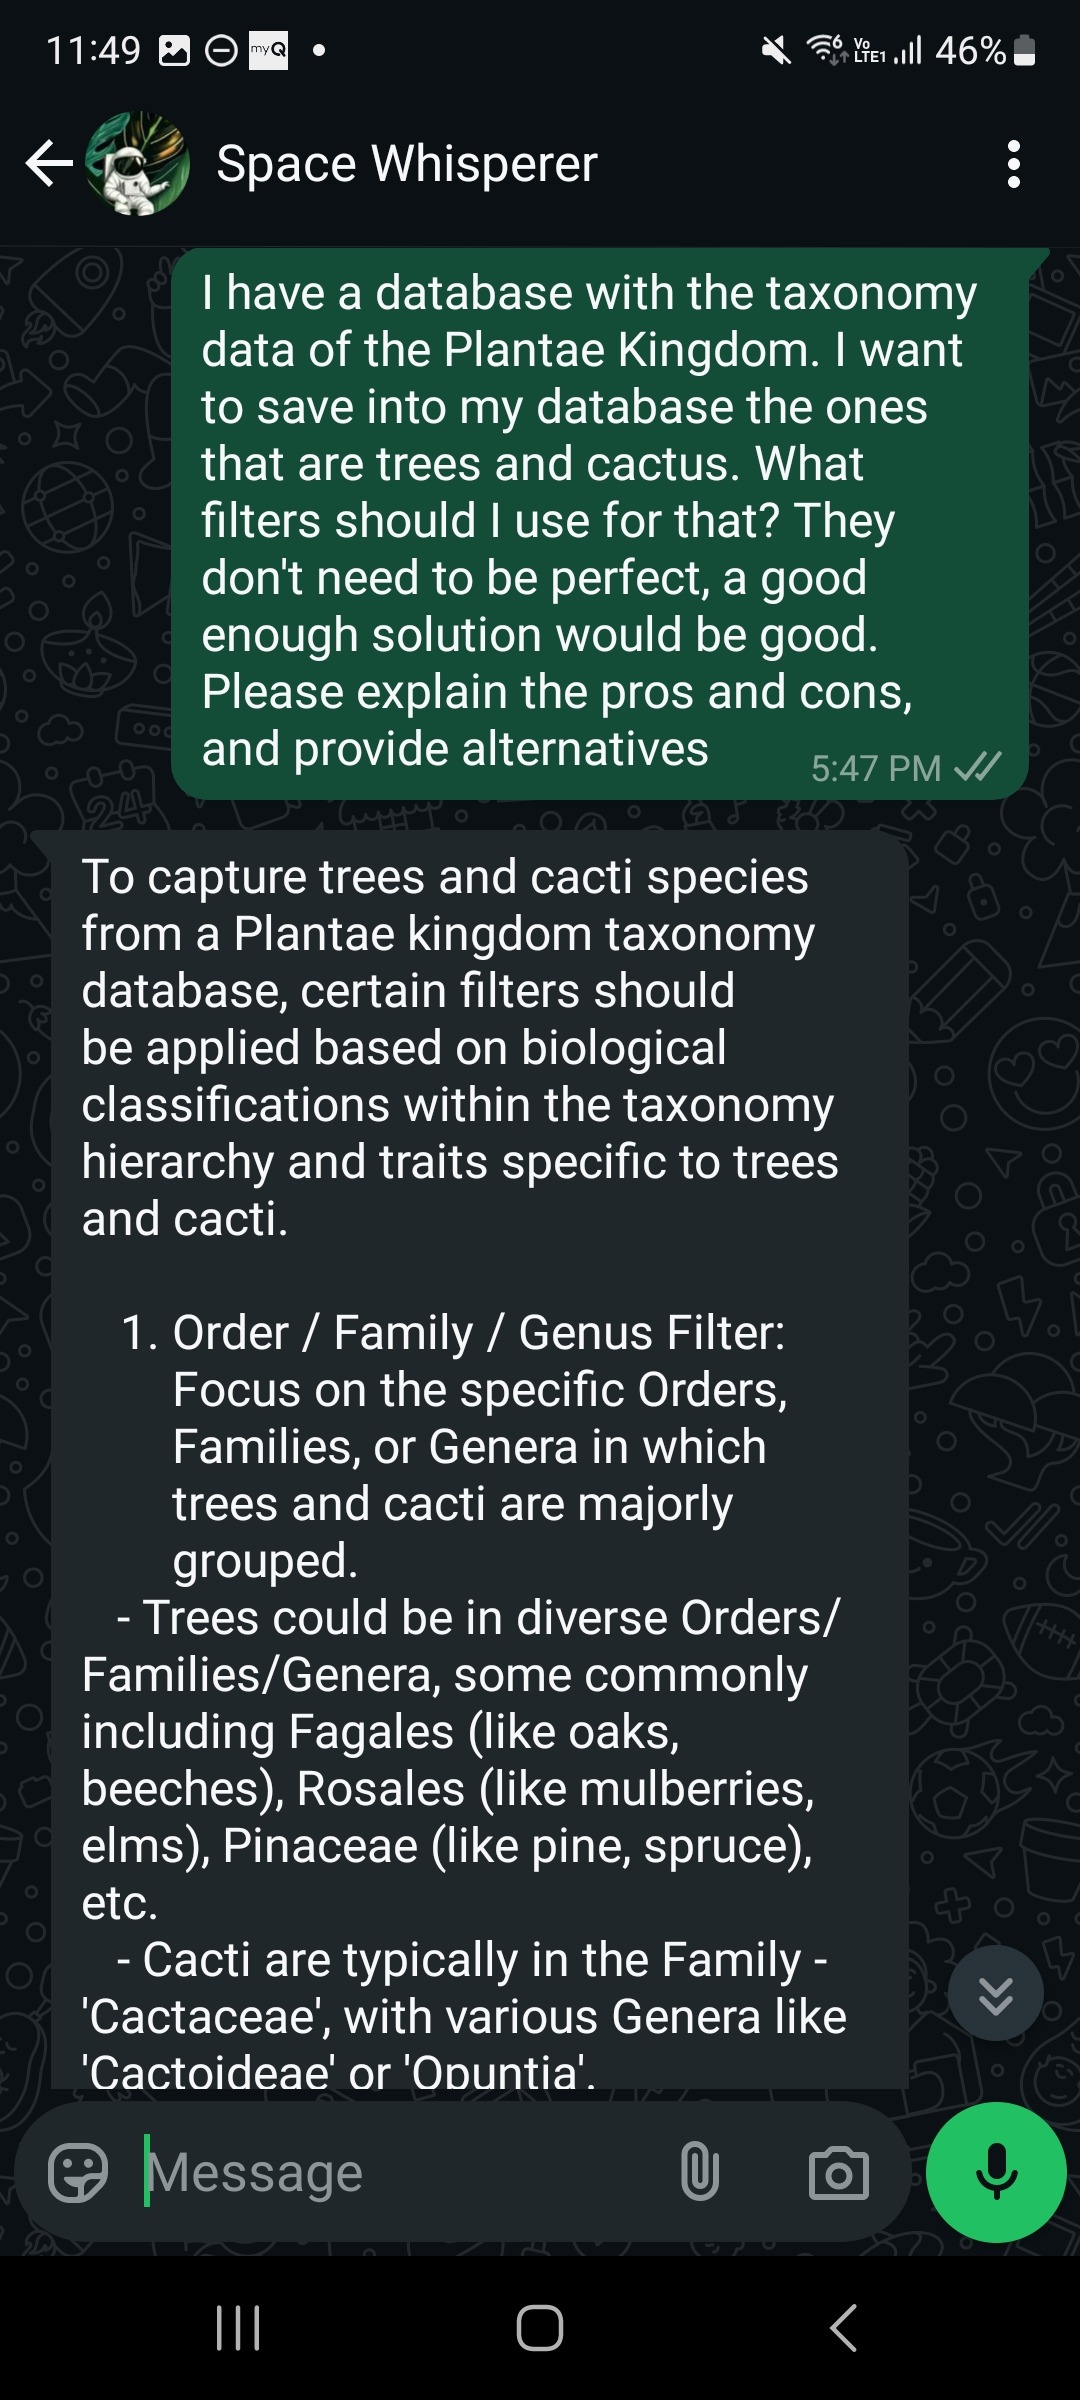 11:49 myQ Vo LTE1 6 46%
Space Whisperer
I have a database with the taxonomy
data of the Plantae Kingdom. I want
to save into my database the ones
that are trees and cactus. What
filters should I use for that? They
don't need to be perfect, a good
enough solution would be good.
Please explain the pros and cons,
and provide alternatives
5:47 PM
24
To capture trees and cacti species
from a Plantae kingdom taxonomy
database, certain filters should
be applied based on biological
classifications within the taxonomy
hierarchy and traits specific to trees
and cacti.
1. Order / Family / Genus Filter:
Focus on the specific Orders,
Families, or Genera in which
trees and cacti are majorly
grouped.
- Trees could be in diverse Orders/
Families/Genera, some commonly
including Fagales (like oaks,
beeches), Rosales (like mulberries,
elms), Pinaceae (like pine, spruce),
etc.
- Cacti are typically in the Family -
'Cactaceae', with various Genera like
'Cactoideae' or 'Opuntia'.
Message